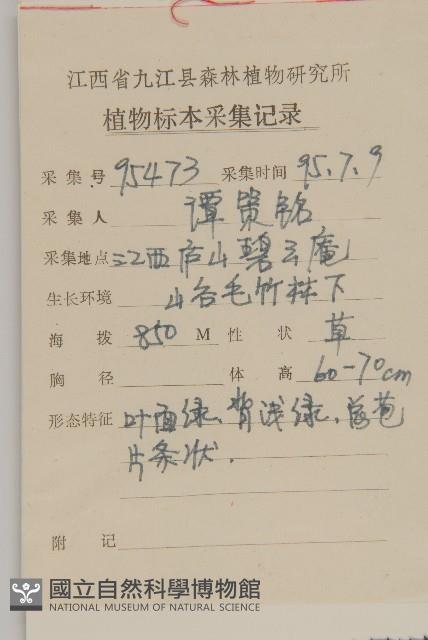 江西省九江县森林植物研究所
植物标本采集记录
采集号 95473 采集时间 95.7.9
采集人 谭策铭
采集地点 江西庐山碧云庵
生长环境 山谷毛竹林下
海拨 850 M 性状 草
胸径 体高 60-70cm
形态特征 叶面绿、背浅绿、总苞
片条状.
附记
國立自然科學博物館
NATIONAL MUSEUM OF NATURAL SCIENCE